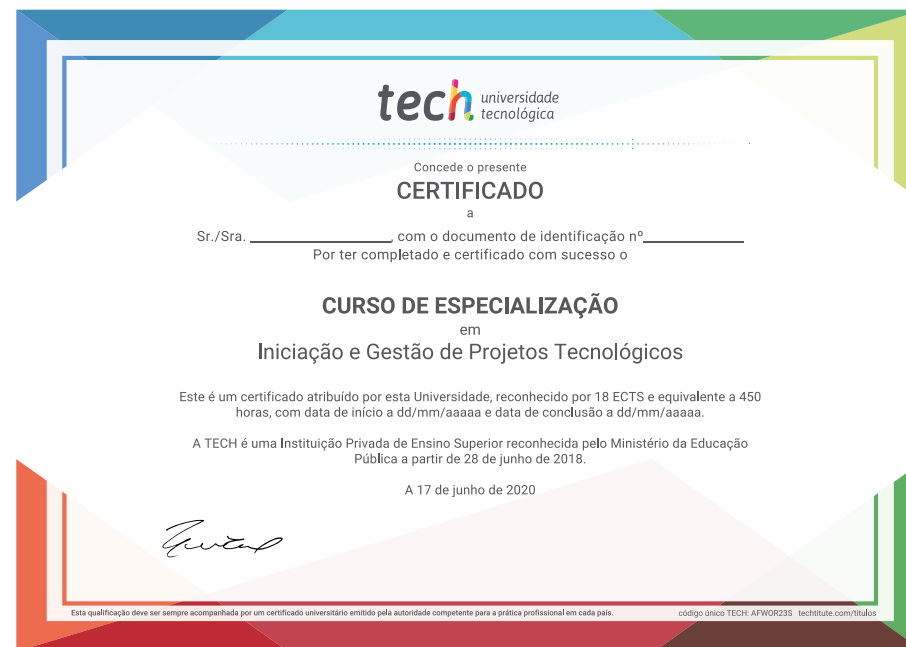 tech universidade
tecnológica
Concede o presente
CERTIFICADO
a
Sr./Sra. ____________________, com o documento de identificação nº______________
Por ter completado e certificado com sucesso o
CURSO DE ESPECIALIZAÇÃO
em
Iniciação e Gestão de Projetos Tecnológicos
Este é um certificado atribuído por esta Universidade, reconhecido por 18 ECTS e equivalente a 450
horas, com data de início a dd/mm/aaaaa e data de conclusão a dd/mm/aaaaa.
A TECH é uma Instituição Privada de Ensino Superior reconhecida pelo Ministério da Educação
Pública a partir de 28 de junho de 2018.
A 17 de junho de 2020
Esta qualificação deve ser sempre acompanhada por um certificado universitário emitido pela autoridade competente para a prática profissional em cada país.
código único TECH: AFWOR23S techtitute.com/titulos